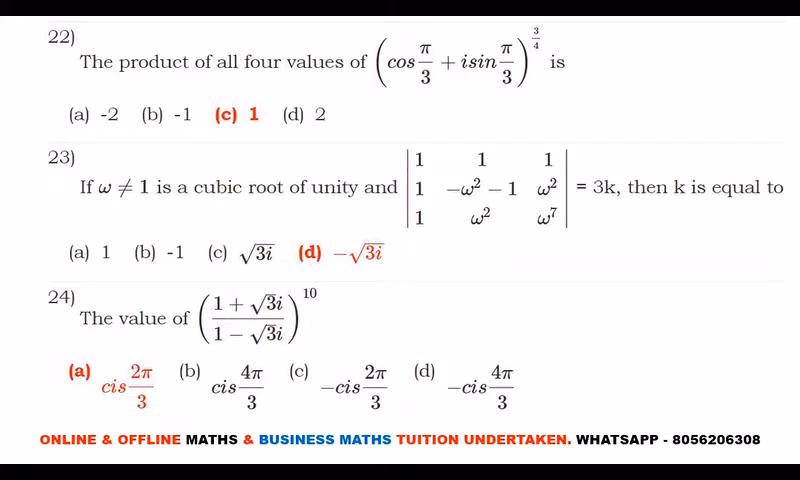 22)
The product of all four values of (cos π/3 + isin π/3)^(3/4) is
(a) -2 (b) -1 (c) 1 (d) 2
23)
If ω ≠ 1 is a cubic root of unity and |1 1 1; 1 −ω² − 1 ω²; 1 ω² ω⁷| = 3k, then k is equal to
(a) 1 (b) -1 (c) √3i (d) −√3i
24)
The value of ((1 + √3i)/(1 − √3i))^10
(a) cis 2π/3 (b) cis 4π/3 (c) −cis 2π/3 (d) −cis 4π/3
ONLINE & OFFLINE MATHS & BUSINESS MATHS TUITION UNDERTAKEN. WHATSAPP - 8056206308